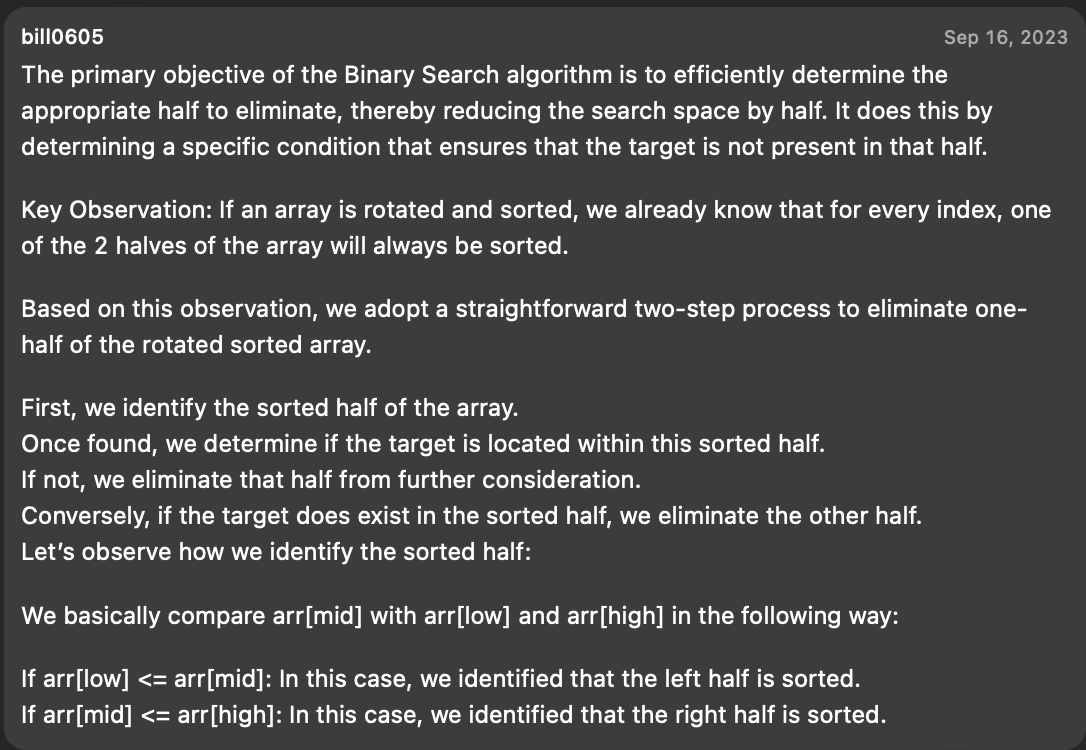 bill0605
Sep 16, 2023
The primary objective of the Binary Search algorithm is to efficiently determine the
appropriate half to eliminate, thereby reducing the search space by half. It does this by
determining a specific condition that ensures that the target is not present in that half.
Key Observation: If an array is rotated and sorted, we already know that for every index, one
of the 2 halves of the array will always be sorted.
Based on this observation, we adopt a straightforward two-step process to eliminate one-
half of the rotated sorted array.
First, we identify the sorted half of the array.
Once found, we determine if the target is located within this sorted half.
If not, we eliminate that half from further consideration.
Conversely, if the target does exist in the sorted half, we eliminate the other half.
Let’s observe how we identify the sorted half:
We basically compare arr[mid] with arr[low] and arr[high] in the following way:
If arr[low] <= arr[mid]: In this case, we identified that the left half is sorted.
If arr[mid] <= arr[high]: In this case, we identified that the right half is sorted.